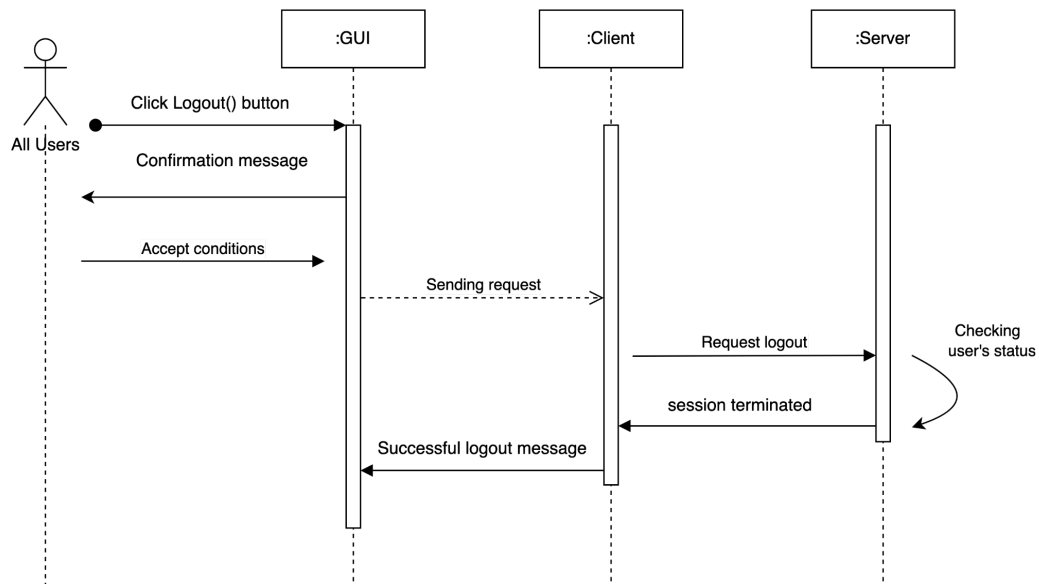 :GUI
:Client
:Server
Click Logout() button
All Users
Confirmation message
Accept conditions
Sending request
Request logout
Checking
user's status
session terminated
Successful logout message